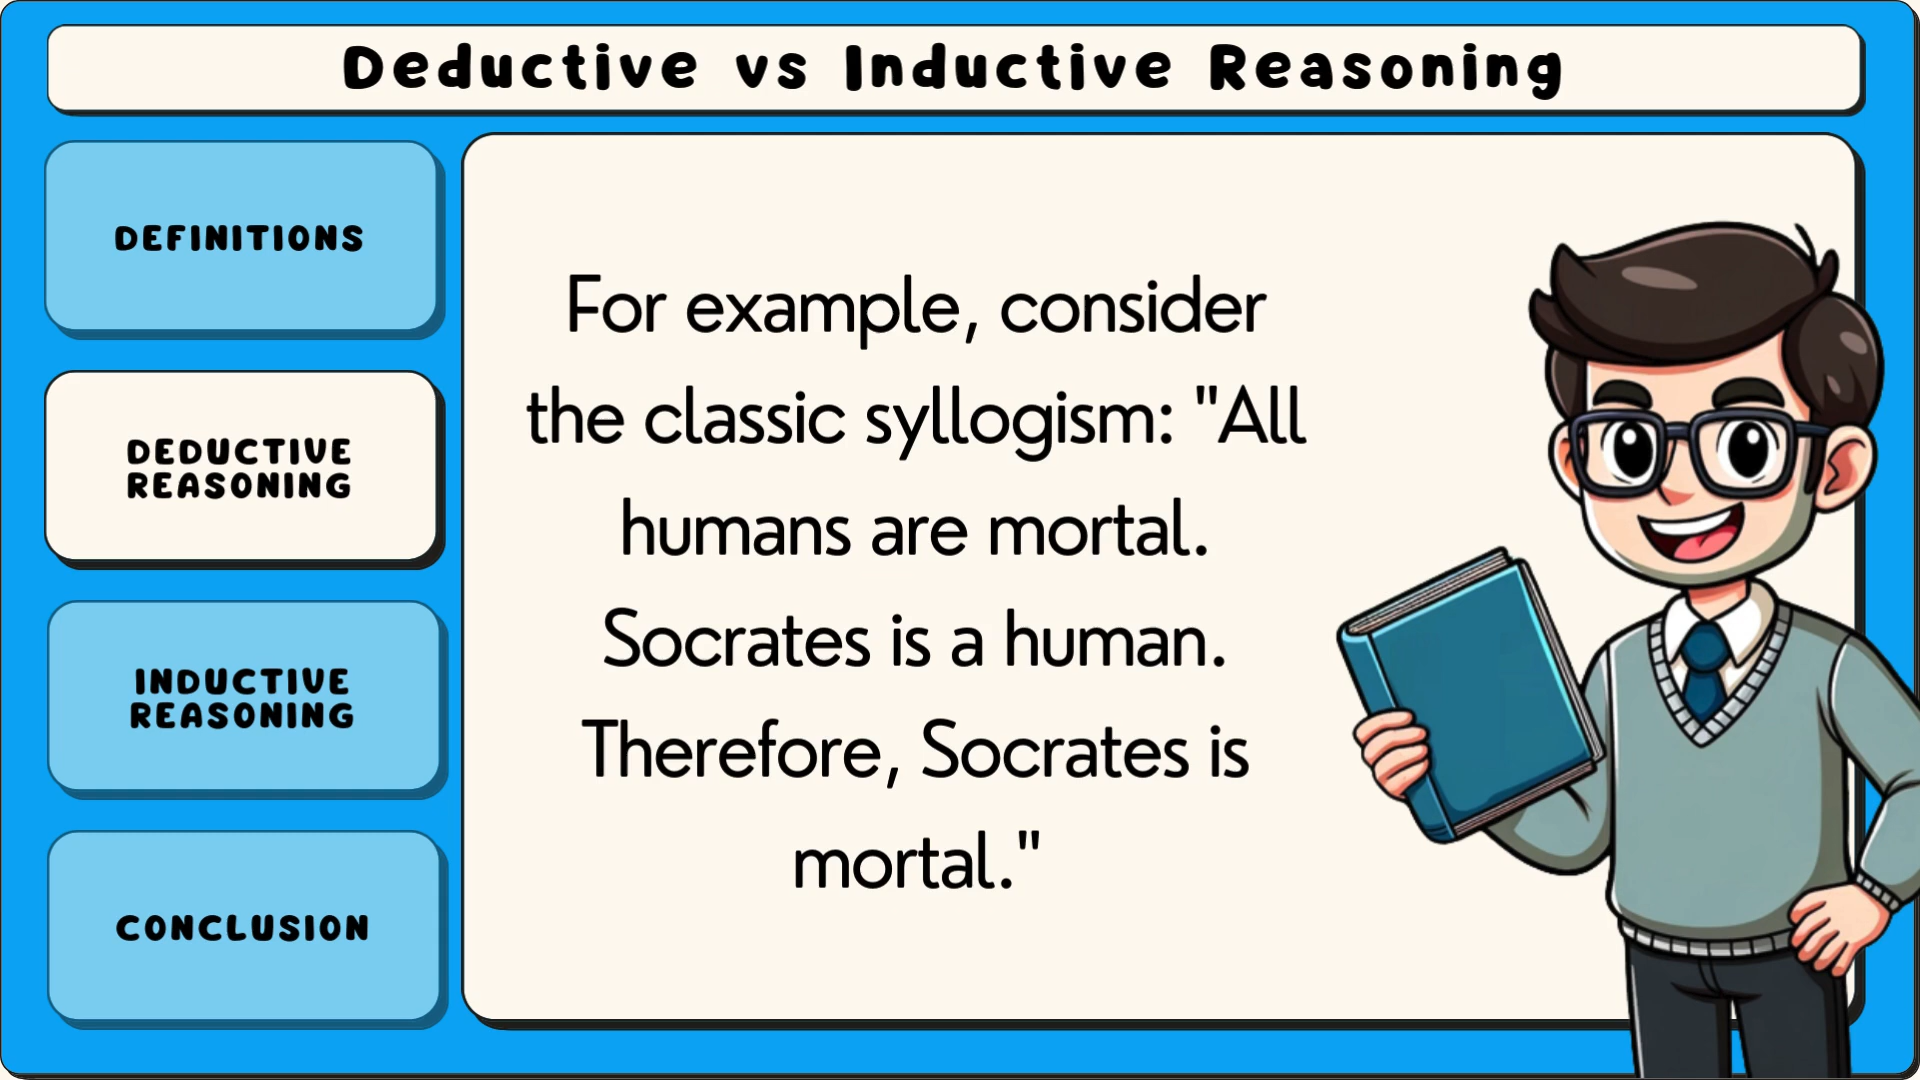 Deductive vs Inductive Reasoning
DEFINITIONS
DEDUCTIVE
REASONING
INDUCTIVE
REASONING
CONCLUSION
For example, consider
the classic syllogism: "All
humans are mortal.
Socrates is a human.
Therefore, Socrates is
mortal."